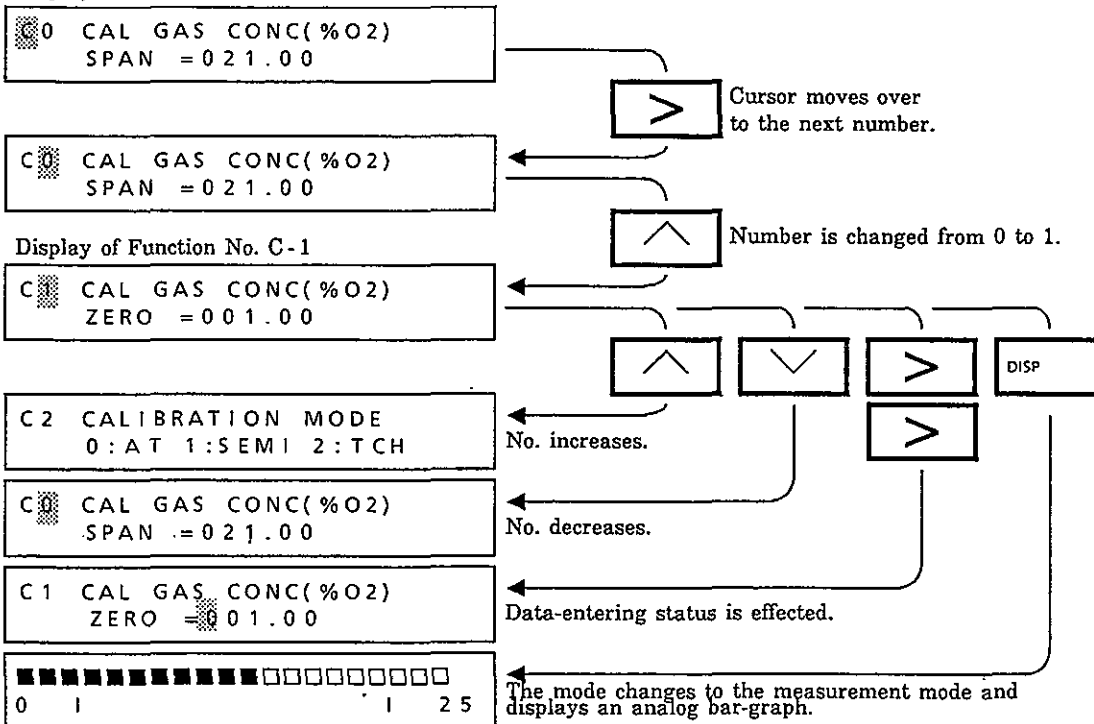 C0 CAL GAS CONC(%O2)
SPAN =021.00
>
Cursor moves over
to the next number.
C0 CAL GAS CONC(%O2)
SPAN =021.00
Number is changed from 0 to 1.
Display of Function No. C-1
C1 CAL GAS CONC(%O2)
ZERO =001.00
> DISP
>
C2 CALIBRATION MODE
0:AT 1:SEMI 2:TCH
No. increases.
C0 CAL GAS CONC(%O2)
SPAN =021.00
No. decreases.
C1 CAL GAS CONC(%O2)
ZERO =001.00
Data-entering status is effected.
0 25
The mode changes to the measurement mode and
displays an analog bar-graph.